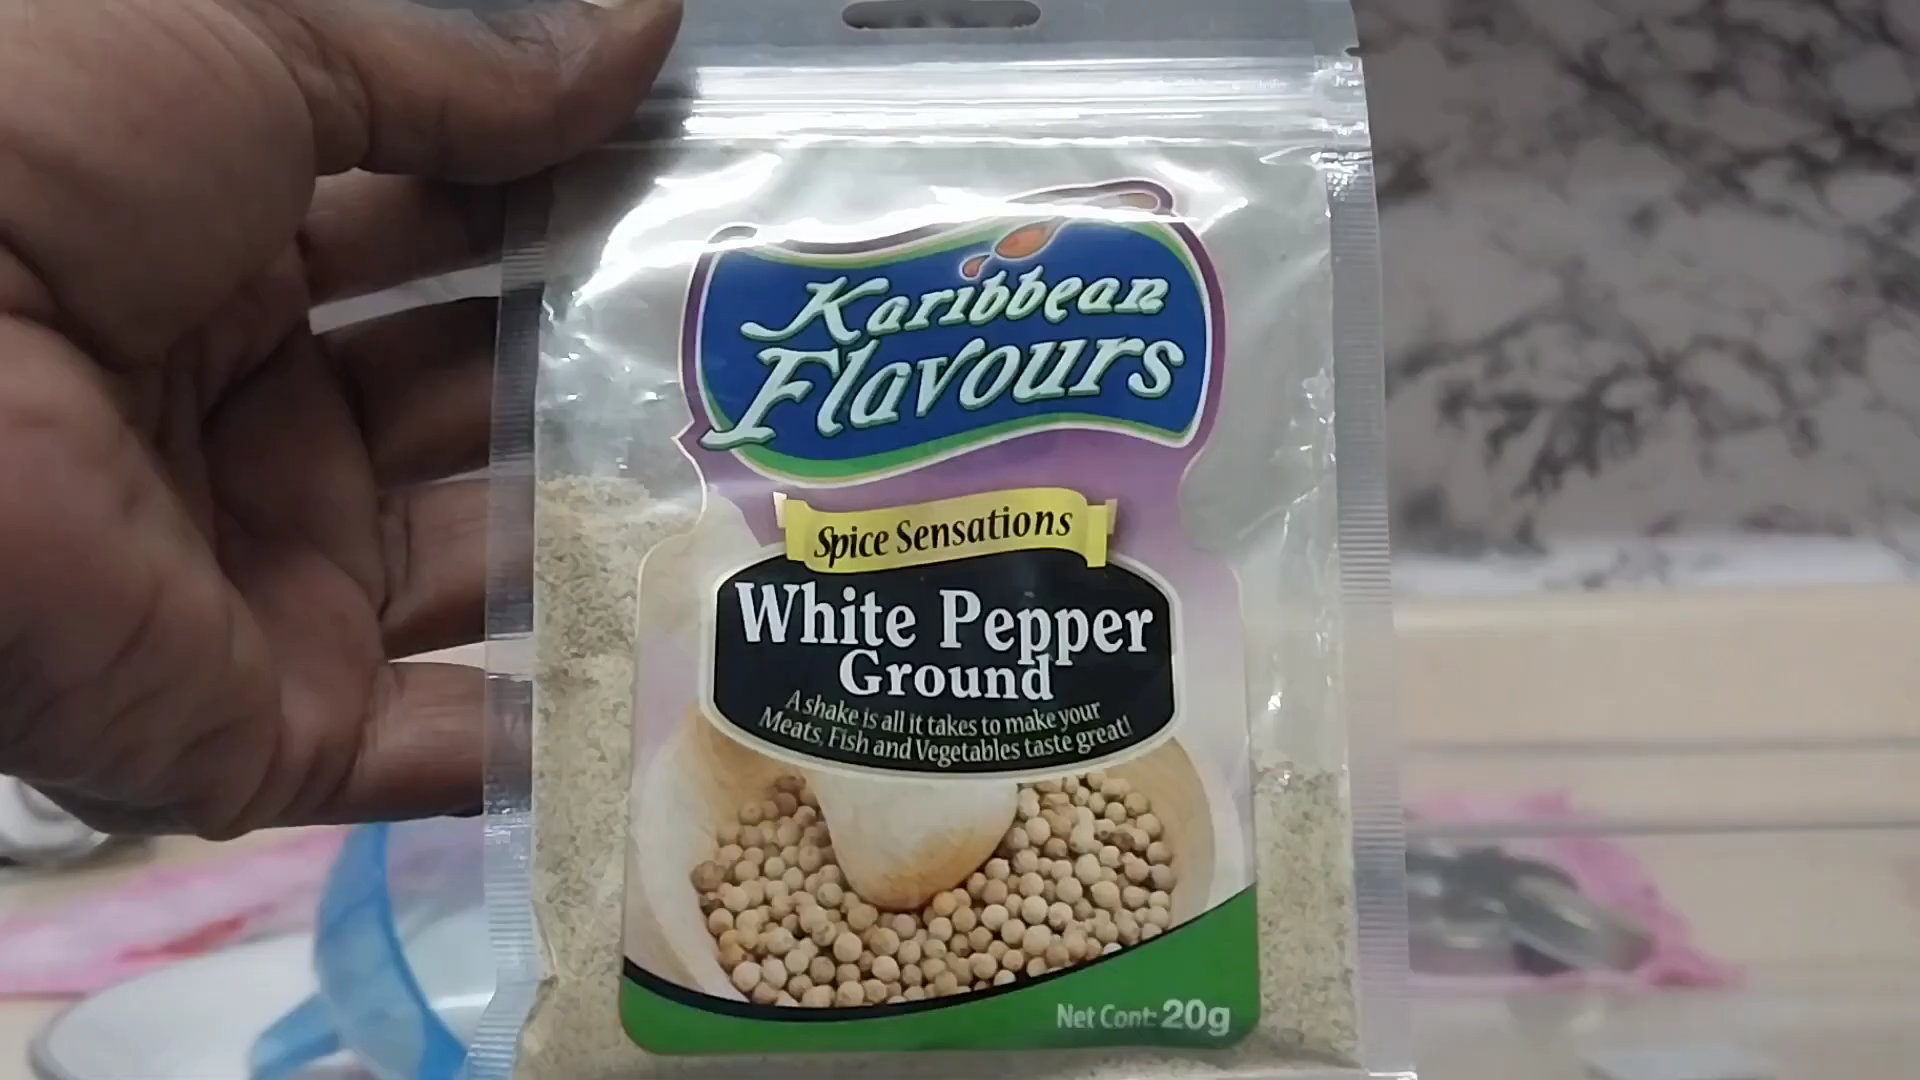 Karibbean
Flavours
Spice Sensations
White Pepper
Ground
A shake is all it takes to make your
Meats, Fish and Vegetables taste great!
Net Cont: 20g